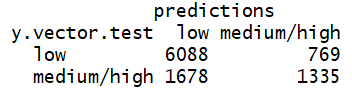 predictions
y.vector.test low medium/high
low 6088 769
medium/high 1678 1335